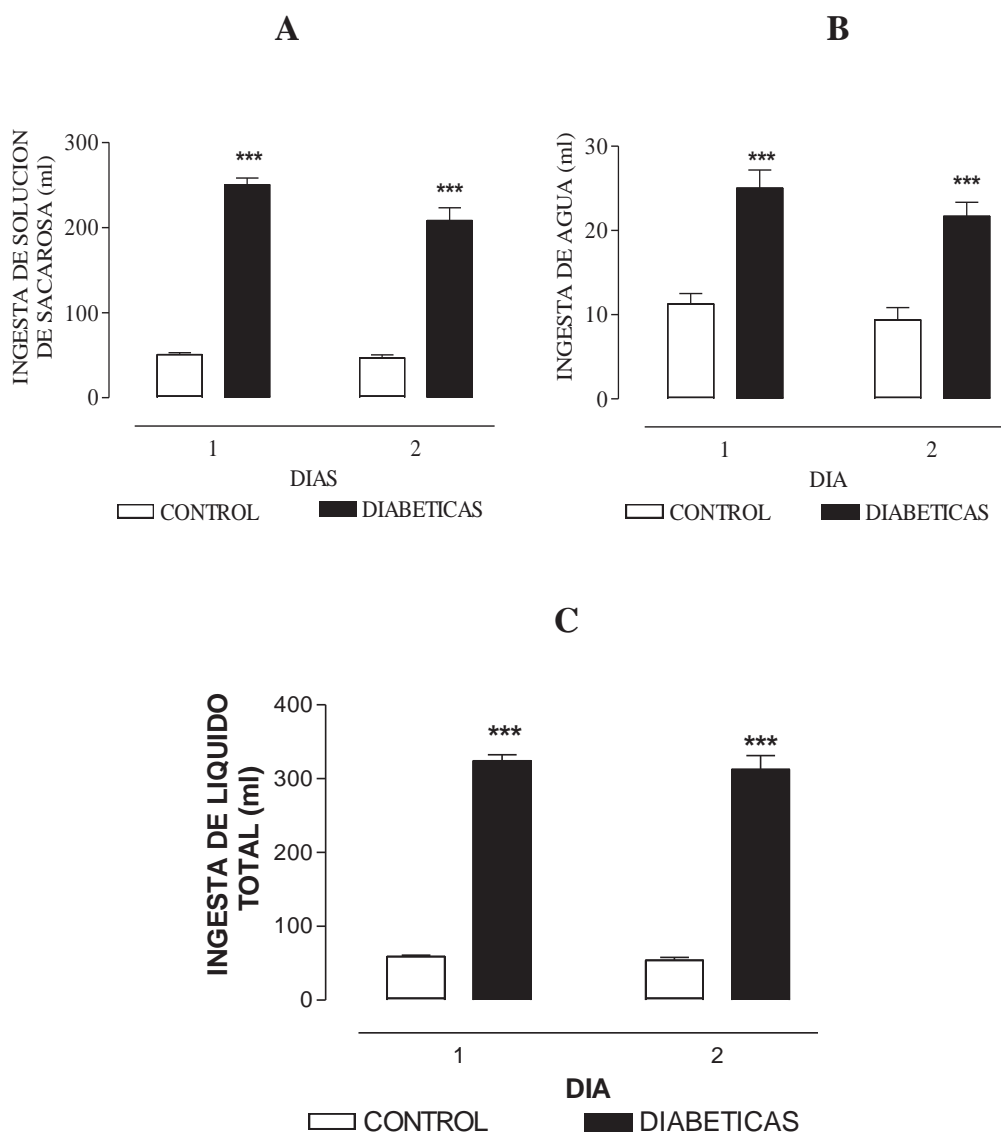 A
INGESTA DE SOLUCION
DE SACAROSA (ml)
300
200
100
0
***
***
1
2
DIAS
CONTROL
DIABETICAS
B
INGESTA DE AGUA (ml)
30
20
10
0
***
***
1
2
DIA
CONTROL
DIABETICAS
C
INGESTA DE LIQUIDO
TOTAL (ml)
400
300
200
100
0
***
***
1
2
DIA
CONTROL
DIABETICAS